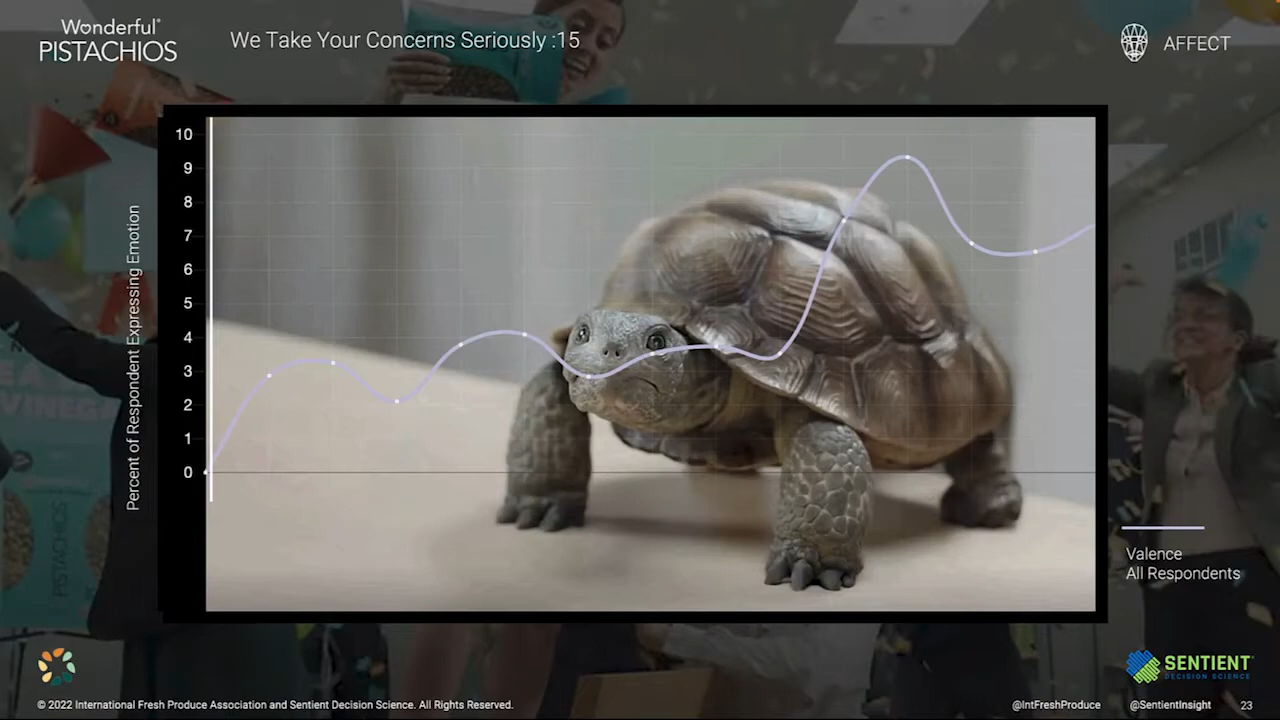 Wonderful®
PISTACHIOS
We Take Your Concerns Seriously :15
AFFECT
10
9
8
7
6
5
4
3
2
1
0
Percent of Respondent Expressing Emotion
VINEG
PISTACHIOS
Valence
All Respondents
SENTIENT
DECISION SCIENCE
© 2022 International Fresh Produce Association and Sentient Decision Science. All Rights Reserved.
@IntFreshProduce
@SentientInsight
23